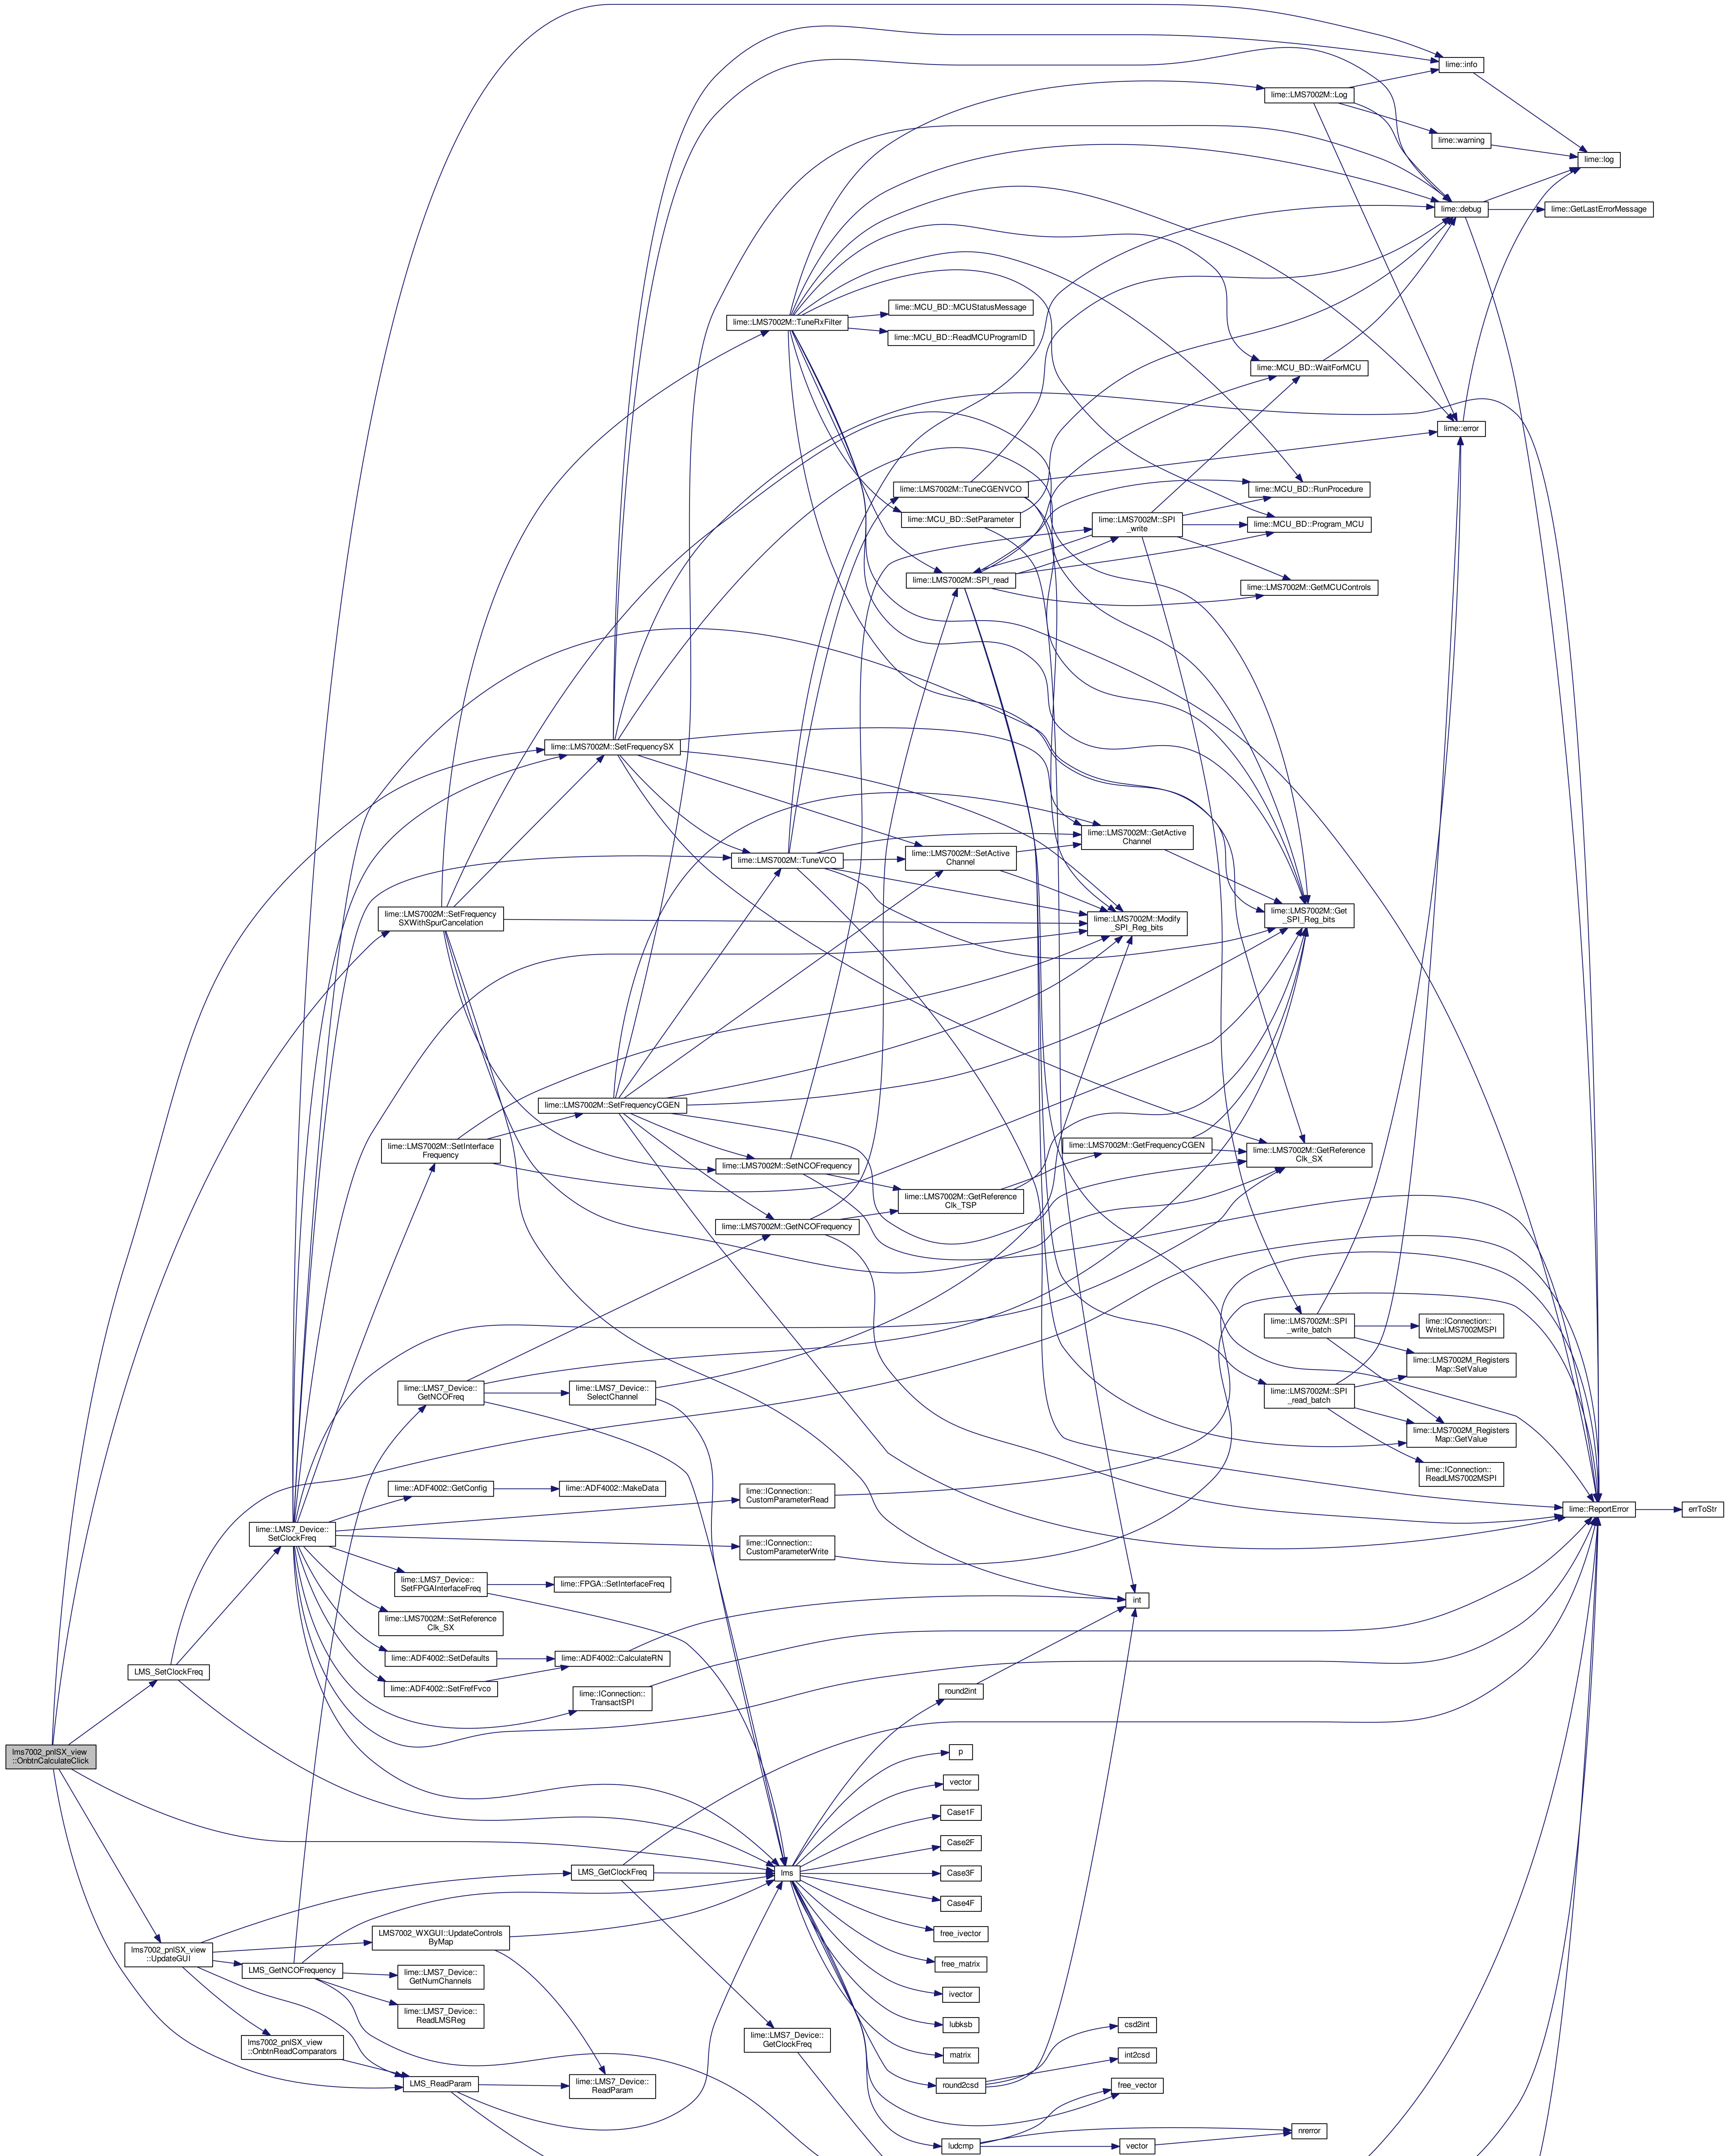 lime::info
lime::LMS7002M::Log
lime::warning
lime::log
lime::debug
lime::GetLastErrorMessage
lime::MCU_BD::MCUStatusMessage
lime::LMS7002M::TuneRxFilter
lime::MCU_BD::ReadMCUProgramID
lime::MCU_BD::WaitForMCU
lime::error
lime::LMS7002M::TuneCGENVCO
lime::MCU_BD::RunProcedure
lime::MCU_BD::SetParameter
lime::LMS7002M::SPI
_write
lime::MCU_BD::Program_MCU
lime::LMS7002M::SPI_read
lime::LMS7002M::GetMCUControls
lime::LMS7002M::SetFrequencySX
lime::LMS7002M::GetActive
Channel
lime::LMS7002M::TuneVCO
lime::LMS7002M::SetActive
Channel
lime::LMS7002M::SetFrequency
SXWithSpurCancelation
lime::LMS7002M::Modify
_SPI_Reg_bits
lime::LMS7002M::Get
_SPI_Reg_bits
lime::LMS7002M::SetFrequencyCGEN
lime::LMS7002M::SetInterface
Frequency
lime::LMS7002M::GetFrequencyCGEN
lime::LMS7002M::GetReference
Clk_SX
lime::LMS7002M::SetNCOFrequency
lime::LMS7002M::GetReference
Clk_TSP
lime::LMS7002M::GetNCOFrequency
lime::LMS7002M::SPI
_write_batch
lime::IConnection::
WriteLMS7002MSPI
lime::LMS7002M_Registers
Map::SetValue
lime::LMS7_Device::
GetNCOFreq
lime::LMS7_Device::
SelectChannel
lime::LMS7002M::SPI
_read_batch
lime::LMS7002M_Registers
Map::GetValue
lime::IConnection::
ReadLMS7002MSPI
lime::ADF4002::GetConfig
lime::ADF4002::MakeData
lime::IConnection::
CustomParameterRead
lime::ReportError
errToStr
lime::LMS7_Device::
SetClockFreq
lime::IConnection::
CustomParameterWrite
lime::LMS7_Device::
SetFPGAInterfaceFreq
lime::FPGA::SetInterfaceFreq
int
lime::LMS7002M::SetReference
Clk_SX
lime::ADF4002::SetDefaults
lime::ADF4002::CalculateRN
LMS_SetClockFreq
lime::ADF4002::SetFrefFvco
lime::IConnection::
TransactSPI
round2int
lms7002_pnlSX_view
::OnbtnCalculateClick
p
vector
Case1F
Case2F
LMS_GetClockFreq
lms
Case3F
Case4F
free_ivector
LMS7002_WXGUI::UpdateControls
ByMap
lms7002_pnlSX_view
::UpdateGUI
free_matrix
LMS_GetNCOFrequency
lime::LMS7_Device::
GetNumChannels
ivector
lime::LMS7_Device::
ReadLMSReg
lubksb
csd2int
lms7002_pnlSX_view
::OnbtnReadComparators
lime::LMS7_Device::
GetClockFreq
matrix
int2csd
LMS_ReadParam
lime::LMS7_Device::
ReadParam
round2csd
free_vector
nrerror
ludcmp
vector